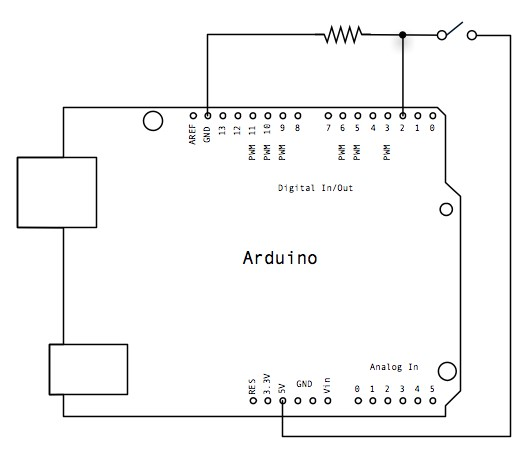 AREF GND 13 12 11 10 9 8 7 6 5 4 3 2 1 0
PWM PWM PWM PWM PWM PWM
Digital In/Out
Arduino
Analog In
RES 3.3V 5V GND Vin 0 1 2 3 4 5